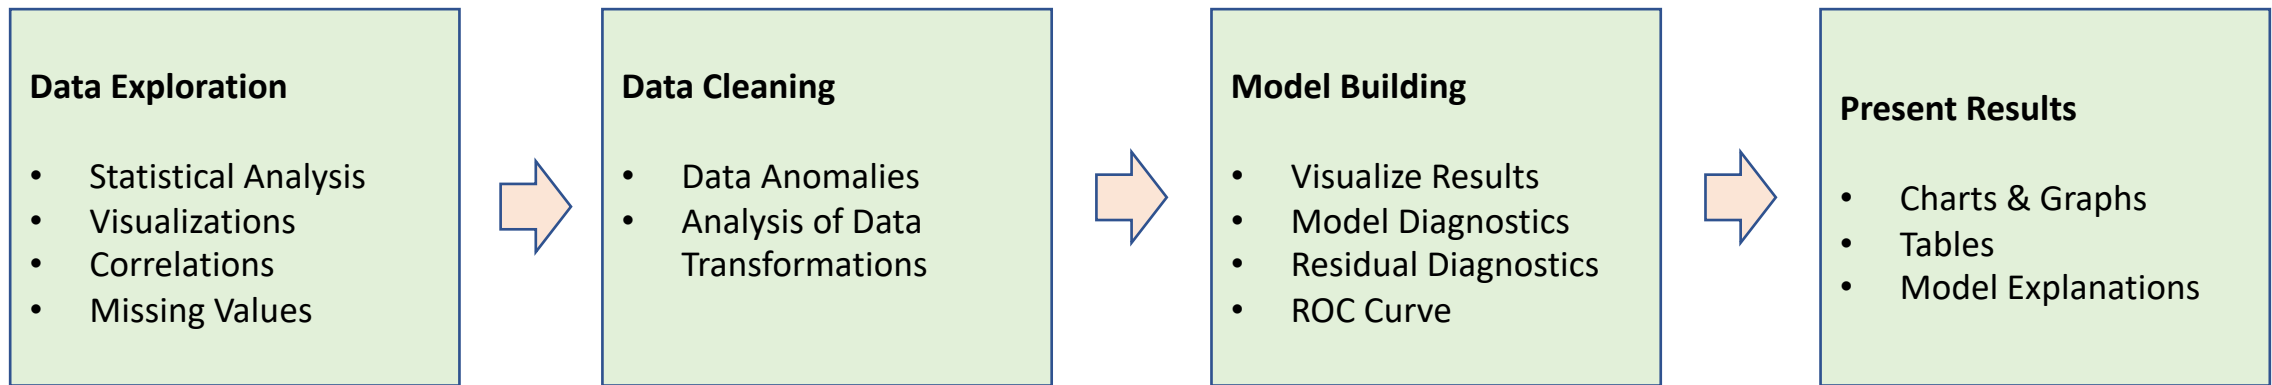 Data Exploration
• Statistical Analysis
• Visualizations
• Correlations
• Missing Values
Data Cleaning
• Data Anomalies
• Analysis of Data
Transformations
Model Building
• Visualize Results
• Model Diagnostics
• Residual Diagnostics
• ROC Curve
Present Results
• Charts & Graphs
• Tables
• Model Explanations